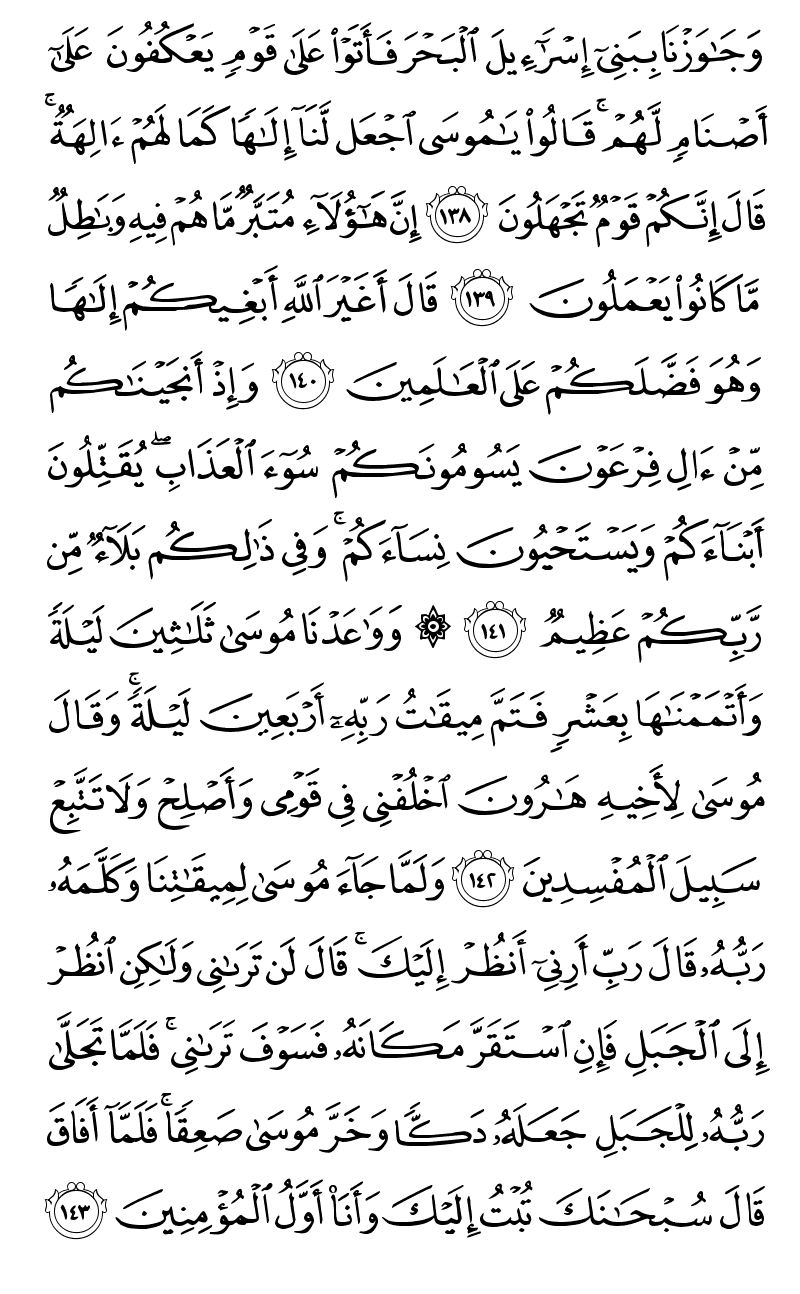 وَجَٰوَزۡنَا بِبَنِيٓ إِسۡرَٰٓءِيلَ ٱلۡبَحۡرَ فَأَتَوۡاْ عَلَىٰ قَوۡمٖ يَعۡكُفُونَ عَلَىٰٓ
أَصۡنَامٖ لَّهُمۡۚ قَالُواْ يَٰمُوسَى ٱجۡعَل لَّنَآ إِلَٰهٗا كَمَا لَهُمۡ ءَالِهَةٞۚ
قَالَ إِنَّكُمۡ قَوۡمٞ تَجۡهَلُونَ ١٣٨ إِنَّ هَٰٓؤُلَآءِ مُتَبَّرٞ مَّا هُمۡ فِيهِ وَبَٰطِلٞ
مَّا كَانُواْ يَعۡمَلُونَ ١٣٩ قَالَ أَغَيۡرَ ٱللَّهِ أَبۡغِيكُمۡ إِلَٰهٗا
وَهُوَ فَضَّلَكُمۡ عَلَى ٱلۡعَٰلَمِينَ ١٤٠ وَإِذۡ أَنجَيۡنَٰكُم
مِّنۡ ءَالِ فِرۡعَوۡنَ يَسُومُونَكُمۡ سُوٓءَ ٱلۡعَذَابِ يُقَتِّلُونَ
أَبۡنَآءَكُمۡ وَيَسۡتَحۡيُونَ نِسَآءَكُمۡۚ وَفِي ذَٰلِكُم بَلَآءٞ مِّن
رَّبِّكُمۡ عَظِيمٞ ١٤١ ۞ وَوَٰعَدۡنَا مُوسَىٰ ثَلَٰثِينَ لَيۡلَةٗ
وَأَتۡمَمۡنَٰهَا بِعَشۡرٖ فَتَمَّ مِيقَٰتُ رَبِّهِۦٓ أَرۡبَعِينَ لَيۡلَةٗۚ وَقَالَ
مُوسَىٰ لِأَخِيهِ هَٰرُونَ ٱخۡلُفۡنِي فِي قَوۡمِي وَأَصۡلِحۡ وَلَا تَتَّبِعۡ
سَبِيلَ ٱلۡمُفۡسِدِينَ ١٤٢ وَلَمَّا جَآءَ مُوسَىٰ لِمِيقَٰتِنَا وَكَلَّمَهُۥ
رَبُّهُۥ قَالَ رَبِّ أَرِنِيٓ أَنظُرۡ إِلَيۡكَۚ قَالَ لَن تَرَىٰنِي وَلَٰكِنِ ٱنظُرۡ
إِلَى ٱلۡجَبَلِ فَإِنِ ٱسۡتَقَرَّ مَكَانَهُۥ فَسَوۡفَ تَرَىٰنِيۚ فَلَمَّا تَجَلَّىٰ
رَبُّهُۥ لِلۡجَبَلِ جَعَلَهُۥ دَكّٗا وَخَرَّ مُوسَىٰ صَعِقٗاۚ فَلَمَّآ أَفَاقَ
قَالَ سُبۡحَٰنَكَ تُبۡتُ إِلَيۡكَ وَأَنَا۠ أَوَّلُ ٱلۡمُؤۡمِنِينَ ١٤٣